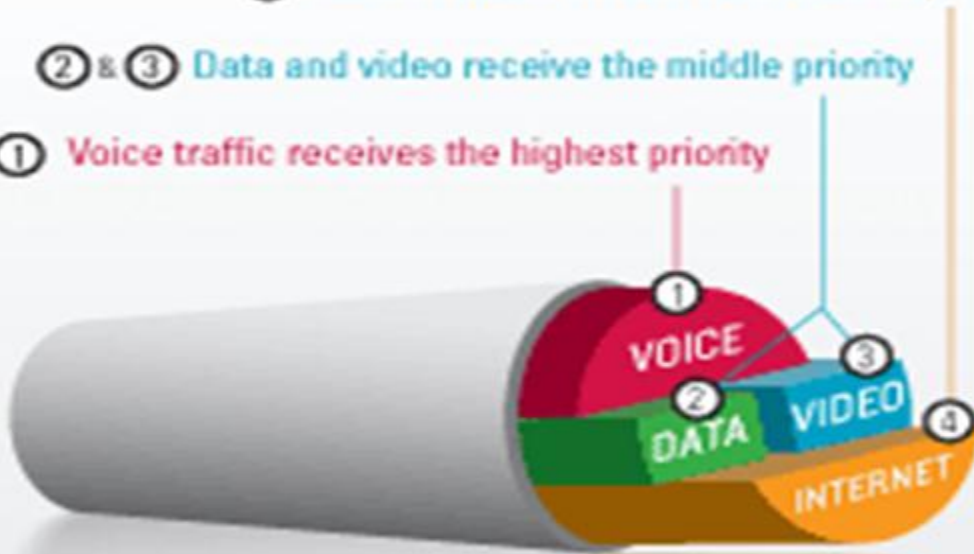 2 & 3 Data and video receive the middle priority
1 Voice traffic receives the highest priority
1
VOICE
3
2
VIDEO
DATA
4
INTERNET